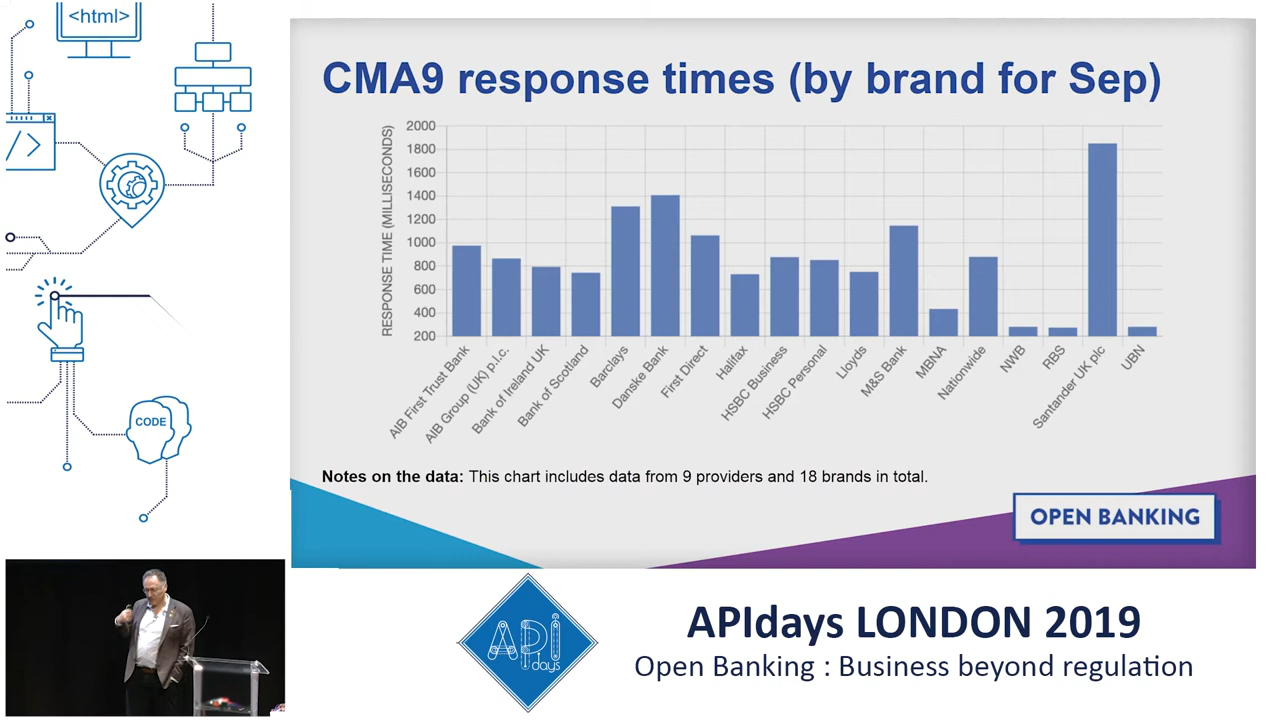 <html>
</>
CODE
CMA9 response times (by brand for Sep)
RESPONSE TIME (MILLISECONDS)
2000
1800
1600
1400
1200
1000
800
600
400
200
AIB First Trust Bank
AIB Group (UK) p.l.c.
Bank of Ireland UK
Bank of Scotland
Barclays
Danske Bank
First Direct
Halifax
HSBC Business
HSBC Personal
Lloyds
M&S Bank
MBNA
Nationwide
NWB
RBS
Santander UK plc
UBN
Notes on the data: This chart includes data from 9 providers and 18 brands in total.
OPEN BANKING
API
days
APIdays LONDON 2019
Open Banking : Business beyond regulation